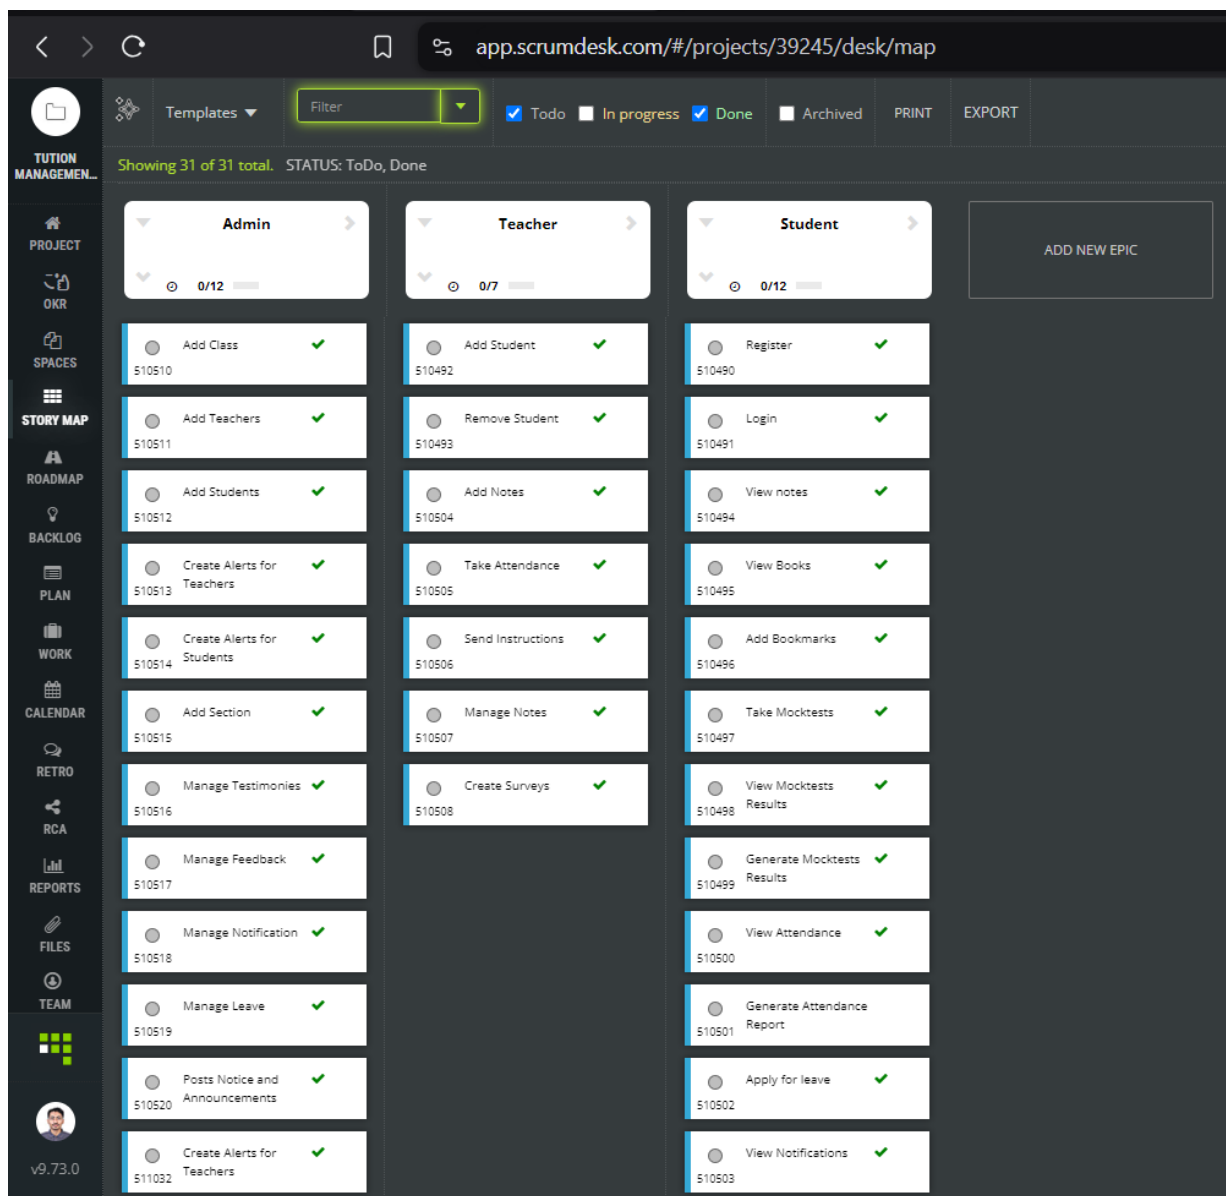 app.scrumdesk.com/#/projects/39245/desk/map
Templates
Filter
Todo
In progress
Done
Archived
PRINT
EXPORT
TUTION
MANAGEMEN...
Showing 31 of 31 total. STATUS: ToDo, Done
PROJECT
OKR
SPACES
STORY MAP
ROADMAP
BACKLOG
PLAN
WORK
CALENDAR
RETRO
RCA
REPORTS
FILES
TEAM
v9.73.0
Admin
0/12
Add Class
510510
Add Teachers
510511
Add Students
510512
Create Alerts for
Teachers
510513
Create Alerts for
Students
510514
Add Section
510515
Manage Testimonies
510516
Manage Feedback
510517
Manage Notification
510518
Manage Leave
510519
Posts Notice and
Announcements
510520
Create Alerts for
Teachers
511032
Teacher
0/7
Add Student
510492
Remove Student
510493
Add Notes
510504
Take Attendance
510505
Send Instructions
510506
Manage Notes
510507
Create Surveys
510508
Student
0/12
Register
510490
Login
510491
View notes
510494
View Books
510495
Add Bookmarks
510496
Take Mocktests
510497
View Mocktests
Results
510498
Generate Mocktests
Results
510499
View Attendance
510500
Generate Attendance
Report
510501
Apply for leave
510502
View Notifications
510503
ADD NEW EPIC